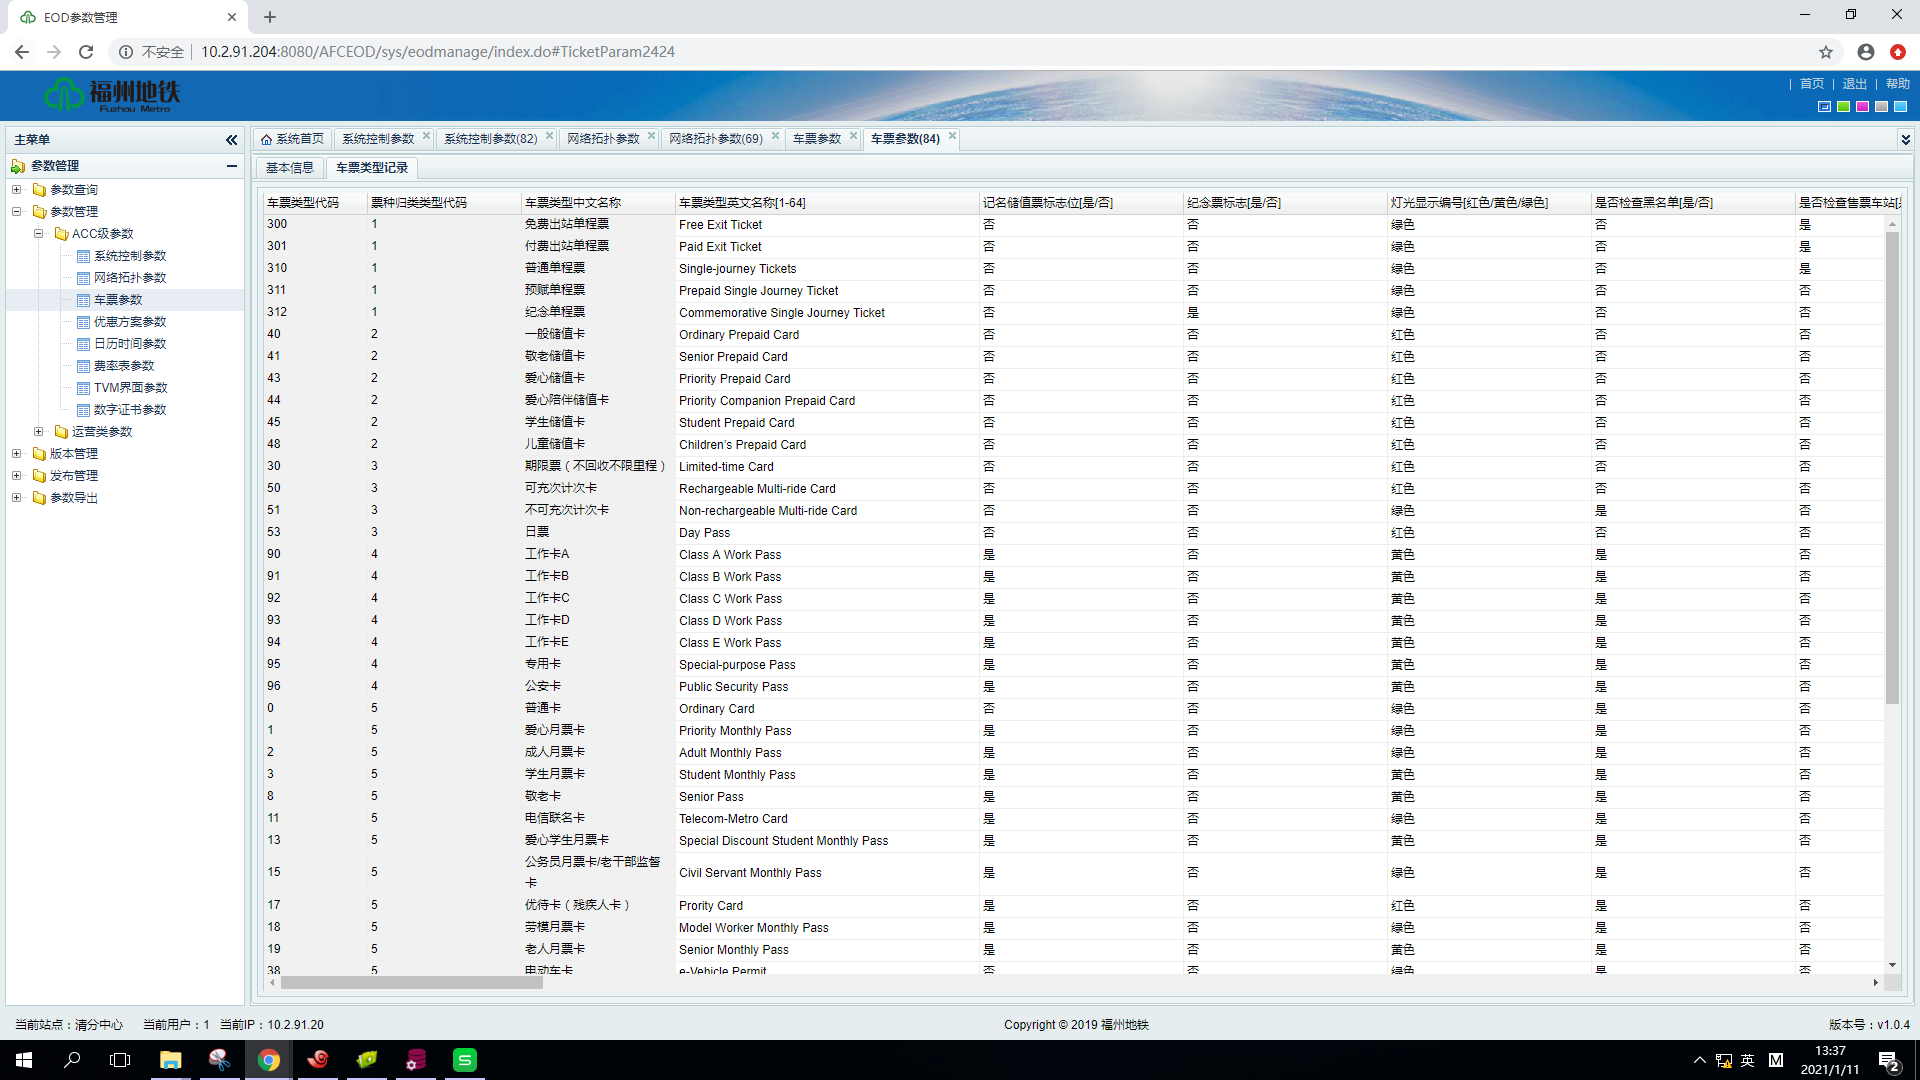 EOD参数管理
不安全 10.2.91.204:8080/AFCEOD/sys/eodmanage/index.do#TicketParam2424
福州地铁
Fuzhou Metro
首页 | 退出 | 帮助
主菜单
参数管理
参数查询
参数管理
ACC级参数
系统控制参数
网络拓扑参数
车票参数
优惠方案参数
日历时间参数
费率表参数
TVM界面参数
数字证书参数
运营类参数
版本管理
发布管理
参数导出
系统首页 系统控制参数 系统控制参数(82) 网络拓扑参数 网络拓扑参数(69) 车票参数 车票参数(84)
基本信息 车票类型记录
车票类型代码 票种归类类型代码 车票类型中文名称 车票类型英文名称[1-64] 记名储值票标志位[是/否] 纪念票标志[是/否] 灯光显示编号[红色/黄色/绿色] 是否检查黑名单[是/否] 是否检查售票车站[
300 1 免费出站单程票 Free Exit Ticket 否 否 绿色 否 是
301 1 付费出站单程票 Paid Exit Ticket 否 否 绿色 否 是
310 1 普通单程票 Single-journey Tickets 否 否 绿色 否 是
311 1 预赋单程票 Prepaid Single Journey Ticket 否 否 绿色 否 否
312 1 纪念单程票 Commemorative Single Journey Ticket 否 是 绿色 否 否
40 2 一般储值卡 Ordinary Prepaid Card 否 否 红色 否 否
41 2 敬老储值卡 Senior Prepaid Card 否 否 红色 否 否
43 2 爱心储值卡 Priority Prepaid Card 否 否 红色 否 否
44 2 爱心陪伴储值卡 Priority Companion Prepaid Card 否 否 红色 否 否
45 2 学生储值卡 Student Prepaid Card 否 否 红色 否 否
48 2 儿童储值卡 Children's Prepaid Card 否 否 红色 否 否
30 3 期限票（不回收不限里程） Limited-time Card 否 否 红色 否 否
50 3 可充次计次卡 Rechargeable Multi-ride Card 否 否 红色 否 否
51 3 不可充次计次卡 Non-rechargeable Multi-ride Card 否 否 绿色 是 否
53 3 日票 Day Pass 否 否 红色 否 否
90 4 工作卡A Class A Work Pass 是 否 黄色 是 否
91 4 工作卡B Class B Work Pass 是 否 黄色 是 否
92 4 工作卡C Class C Work Pass 是 否 黄色 是 否
93 4 工作卡D Class D Work Pass 是 否 黄色 是 否
94 4 工作卡E Class E Work Pass 是 否 黄色 是 否
95 4 专用卡 Special-purpose Pass 是 否 黄色 是 否
96 4 公安卡 Public Security Pass 是 否 黄色 是 否
0 5 普通卡 Ordinary Card 否 否 绿色 是 否
1 5 爱心月票卡 Priority Monthly Pass 是 否 绿色 是 否
2 5 成人月票卡 Adult Monthly Pass 是 否 绿色 是 否
3 5 学生月票卡 Student Monthly Pass 是 否 黄色 是 否
8 5 敬老卡 Senior Pass 是 否 黄色 是 否
11 5 电信联名卡 Telecom-Metro Card 是 否 绿色 是 否
13 5 爱心学生月票卡 Special Discount Student Monthly Pass 是 否 黄色 是 否
15 5 公务员月票卡/老干部监督卡 Civil Servant Monthly Pass 是 否 绿色 是 否
17 5 优待卡（残疾人卡） Prority Card 是 否 红色 是 否
18 5 劳模月票卡 Model Worker Monthly Pass 是 否 绿色 是 否
19 5 老人月票卡 Senior Monthly Pass 是 否 黄色 是 否
38 5 电动车卡 e-Vehicle Permit 否 否 绿色 是 否
当前站点：清分中心 当前用户：1 当前IP：10.2.91.20 Copyright © 2019 福州地铁 版本号：v1.0.4
英 M 13:37
2021/1/11
2